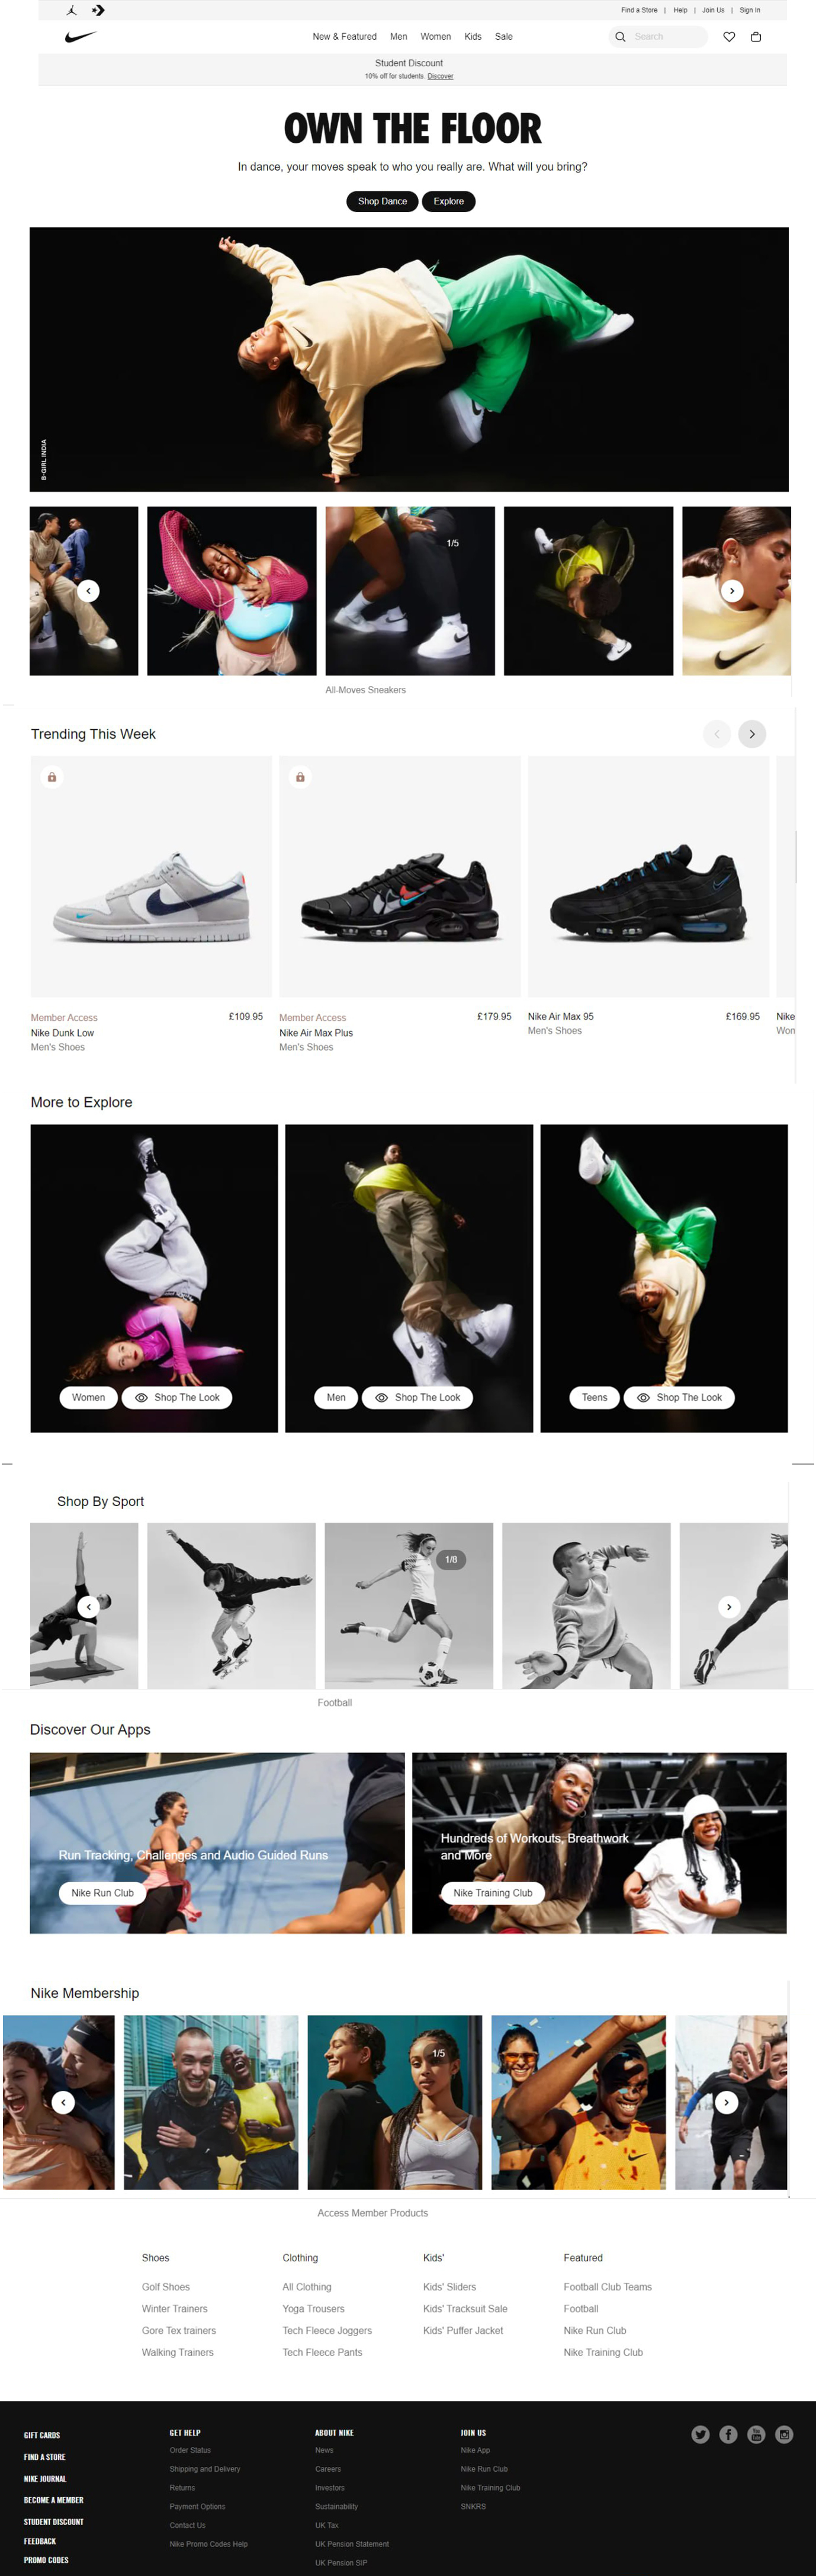 Find a Store | Help | Join Us | Sign In
New & Featured Men Women Kids Sale
Search
Student Discount
10% off for students. Discover
OWN THE FLOOR
In dance, your moves speak to who you really are. What will you bring?
Shop Dance Explore
B-GIRL INDIA
1/5
All-Moves Sneakers
Trending This Week
Member Access £109.95
Nike Dunk Low
Men's Shoes
Member Access £179.95
Nike Air Max Plus
Men's Shoes
Nike Air Max 95 £169.95
Men's Shoes
Nike
Wom
More to Explore
Women Shop The Look
Men Shop The Look
Teens Shop The Look
Shop By Sport
1/8
Football
Discover Our Apps
Run Tracking, Challenges and Audio Guided Runs
Nike Run Club
Hundreds of Workouts, Breathwork
and More
Nike Training Club
Nike Membership
1/5
Access Member Products
Shoes
Golf Shoes
Winter Trainers
Gore Tex trainers
Walking Trainers
Clothing
All Clothing
Yoga Trousers
Tech Fleece Joggers
Tech Fleece Pants
Kids'
Kids' Sliders
Kids' Tracksuit Sale
Kids' Puffer Jacket
Featured
Football Club Teams
Football
Nike Run Club
Nike Training Club
GIFT CARDS
FIND A STORE
NIKE JOURNAL
BECOME A MEMBER
STUDENT DISCOUNT
FEEDBACK
PROMO CODES
GET HELP
Order Status
Shipping and Delivery
Returns
Payment Options
Contact Us
Nike Promo Codes Help
ABOUT NIKE
News
Careers
Investors
Sustainability
UK Tax
UK Pension Statement
UK Pension SIP
JOIN US
Nike App
Nike Run Club
Nike Training Club
SNKRS
You
Tube